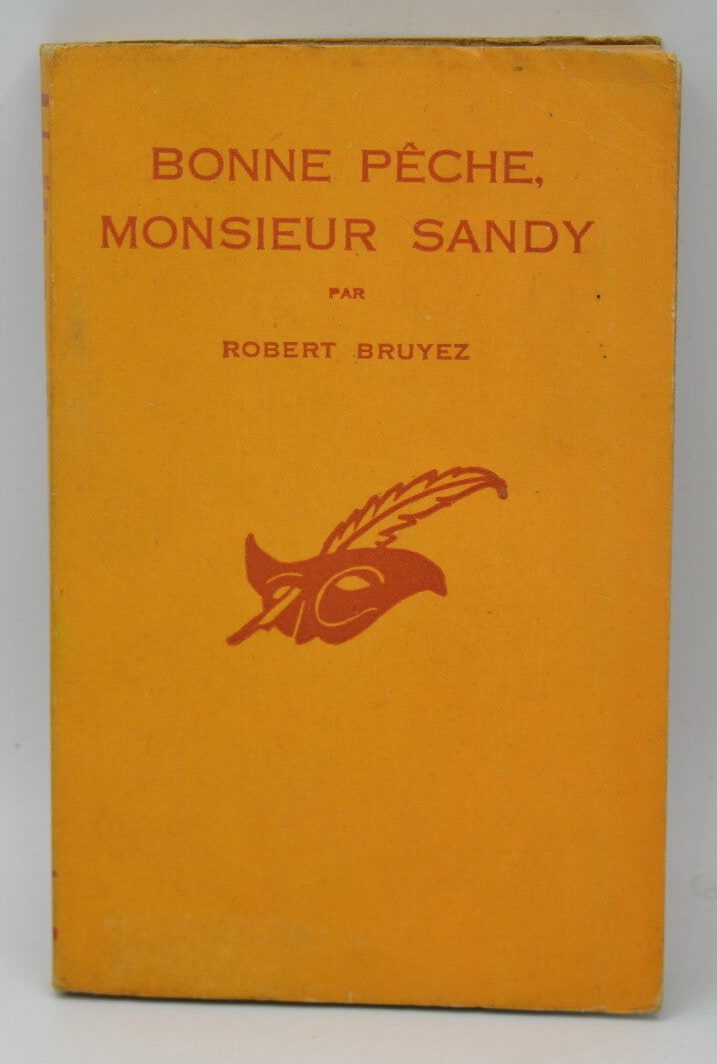 BONNE PÊCHE,
MONSIEUR SANDY
PAR
ROBERT BRUYEZ